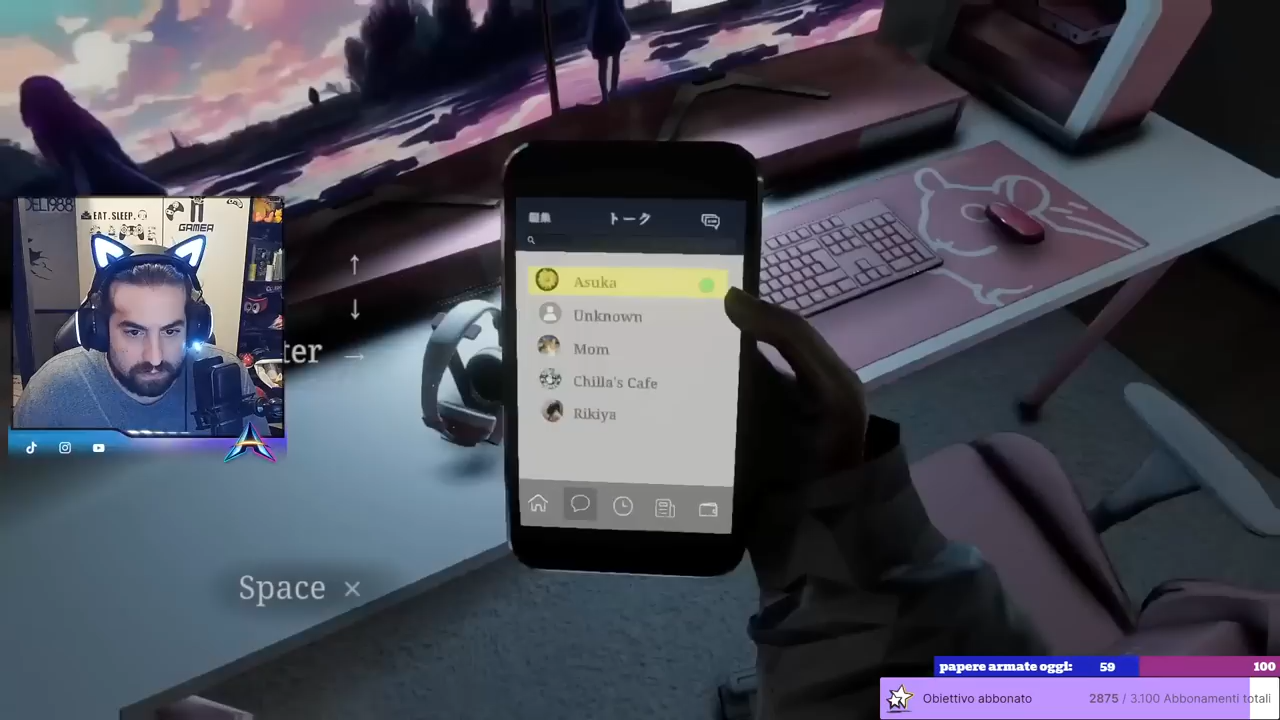 DEL1988
EAT.SLEEP.
GAMER
編集
トーク
Asuka
Unknown
Mom
Chilla's Cafe
Rikiya
ter →
Space ×
papere armate oggi: 59 100
Obiettivo abbonato 2875 / 3.100 Abbonamenti totali